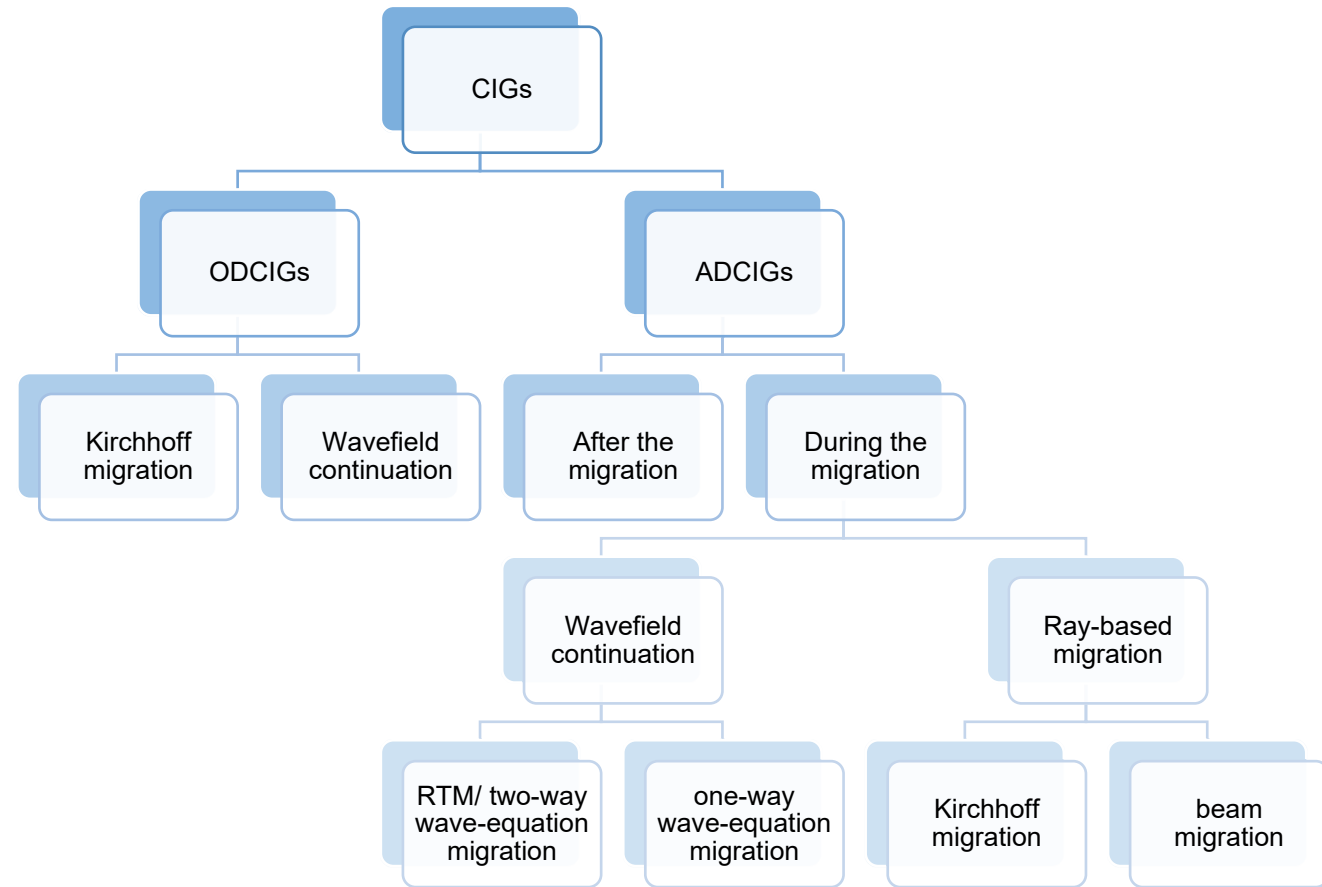 CIGs
ODCIGs
ADCIGs
Kirchhoff
migration
Wavefield
continuation
After the
migration
During the
migration
Wavefield
continuation
Ray-based
migration
RTM/ two-way
wave-equation
migration
one-way
wave-equation
migration
Kirchhoff
migration
beam
migration